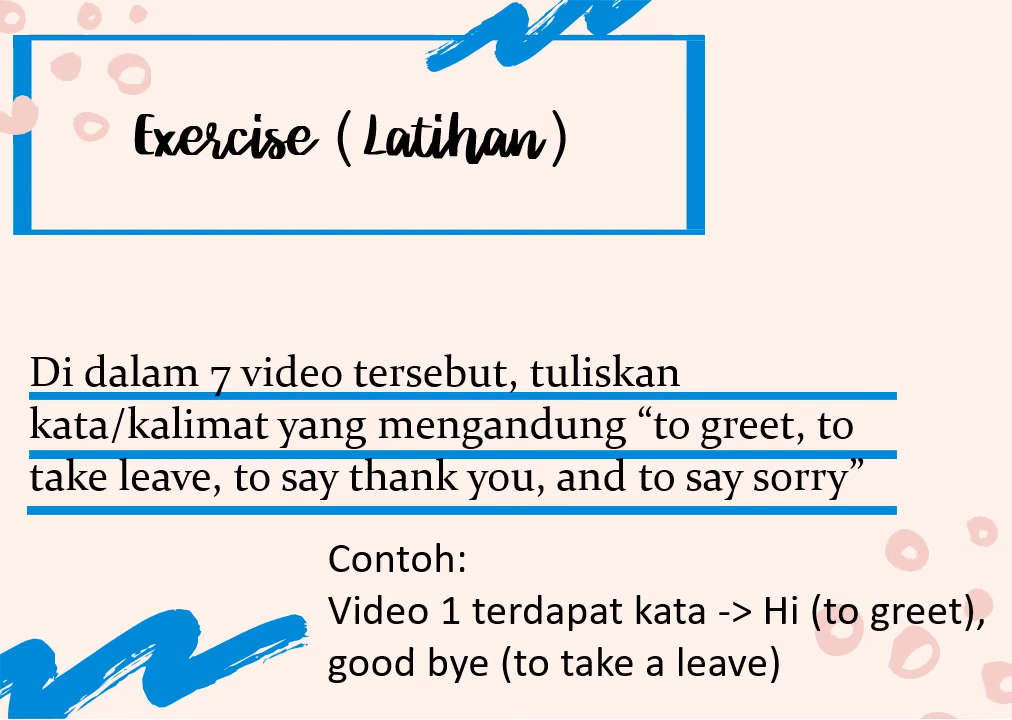 Exercise (Latihan)
Di dalam 7 video tersebut, tuliskan
kata/kalimat yang mengandung “to greet, to
take leave, to say thank you, and to say sorry”
Contoh:
Video 1 terdapat kata -> Hi (to greet),
good bye (to take a leave)